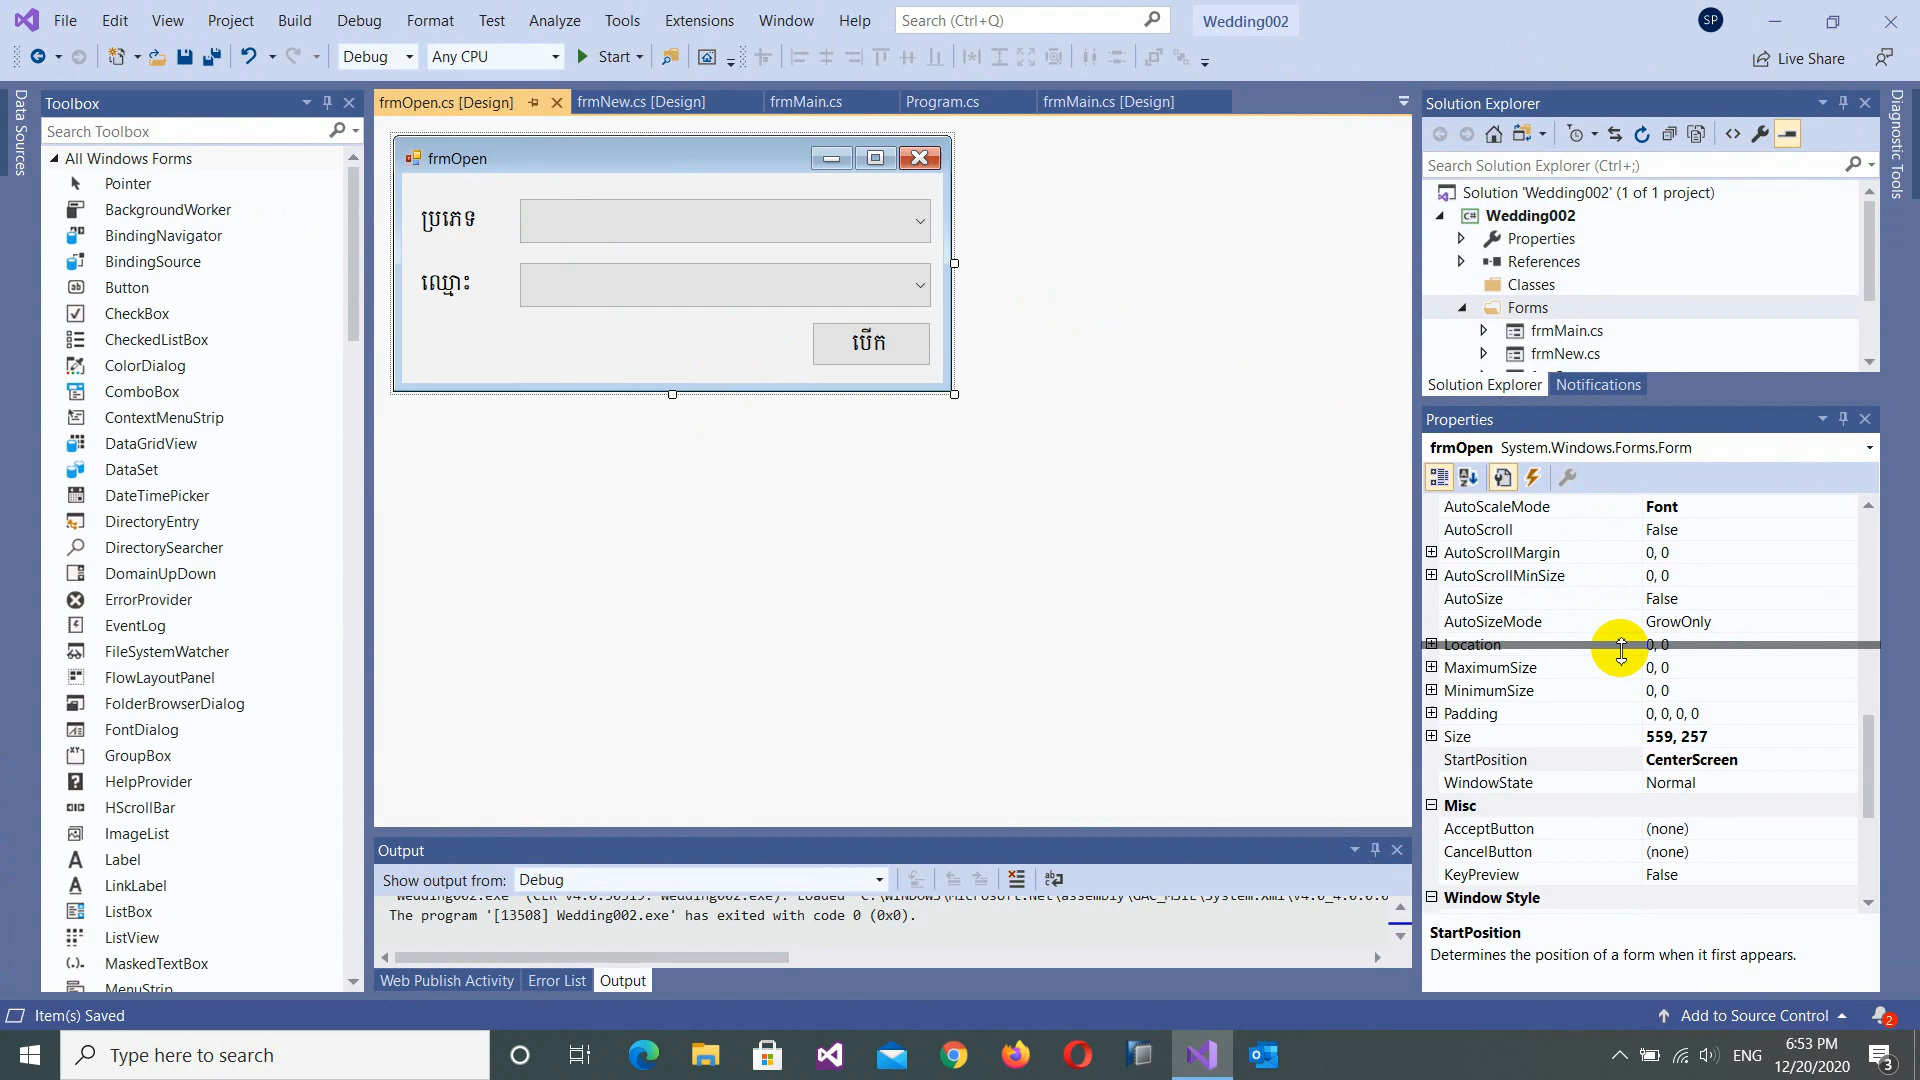 File Edit View Project Build Debug Format Test Analyze Tools Extensions Window Help Search (Ctrl+Q) Wedding002 SP
Debug Any CPU Start Live Share
Data Sources
Toolbox
Search Toolbox
All Windows Forms
Pointer
BackgroundWorker
BindingNavigator
BindingSource
Button
CheckBox
CheckedListBox
ColorDialog
ComboBox
ContextMenuStrip
DataGridView
DataSet
DateTimePicker
DirectoryEntry
DirectorySearcher
DomainUpDown
ErrorProvider
EventLog
FileSystemWatcher
FlowLayoutPanel
FolderBrowserDialog
FontDialog
GroupBox
HelpProvider
HScrollBar
ImageList
Label
LinkLabel
ListBox
ListView
MaskedTextBox
MenuStrip
frmOpen.cs [Design] frmNew.cs [Design] frmMain.cs Program.cs frmMain.cs [Design]
frmOpen
ប្រភេទ
ឈ្មោះ
បើក
Output
Show output from: Debug
The program '[13508] Wedding002.exe' has exited with code 0 (0x0).
Web Publish Activity Error List Output
Solution Explorer
Search Solution Explorer (Ctrl+;)
Solution 'Wedding002' (1 of 1 project)
Wedding002
Properties
References
Classes
Forms
frmMain.cs
frmNew.cs
Solution Explorer Notifications
Diagnostic Tools
Properties
frmOpen System.Windows.Forms.Form
AutoScaleMode Font
AutoScroll False
AutoScrollMargin 0, 0
AutoScrollMinSize 0, 0
AutoSize False
AutoSizeMode GrowOnly
Location 0, 0
MaximumSize 0, 0
MinimumSize 0, 0
Padding 0, 0, 0, 0
Size 559, 257
StartPosition CenterScreen
WindowState Normal
Misc
AcceptButton (none)
CancelButton (none)
KeyPreview False
Window Style
StartPosition
Determines the position of a form when it first appears.
Item(s) Saved Add to Source Control 2
Type here to search ENG 6:53 PM
12/20/2020 3